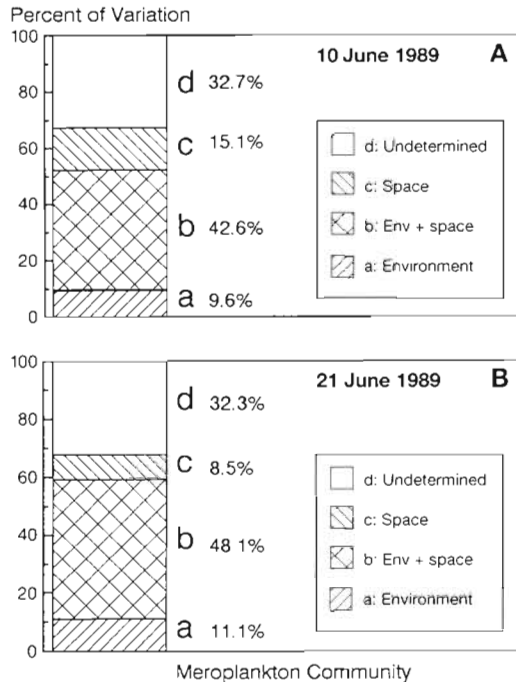 Percent of Variation
10 June 1989 A
100
80
60
40
20
0
d 32.7%
c 15.1%
b 42.6%
a 9.6%
d: Undetermined
c: Space
b: Env + space
a: Environment
21 June 1989 B
100
80
60
40
20
0
d 32.3%
c 8.5%
b 48 1%
a 11.1%
d: Undetermined
c: Space
b: Env + space
a: Environment
Meroplankton Community